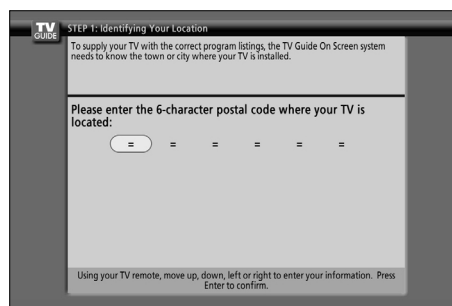 TV
GUIDE
STEP 1: Identifying Your Location
To supply your TV with the correct program listings, the TV Guide On Screen system
needs to know the town or city where your TV is installed.
Please enter the 6-character postal code where your TV is
located:
= = = = = =
Using your TV remote, move up, down, left or right to enter your information. Press
Enter to confirm.